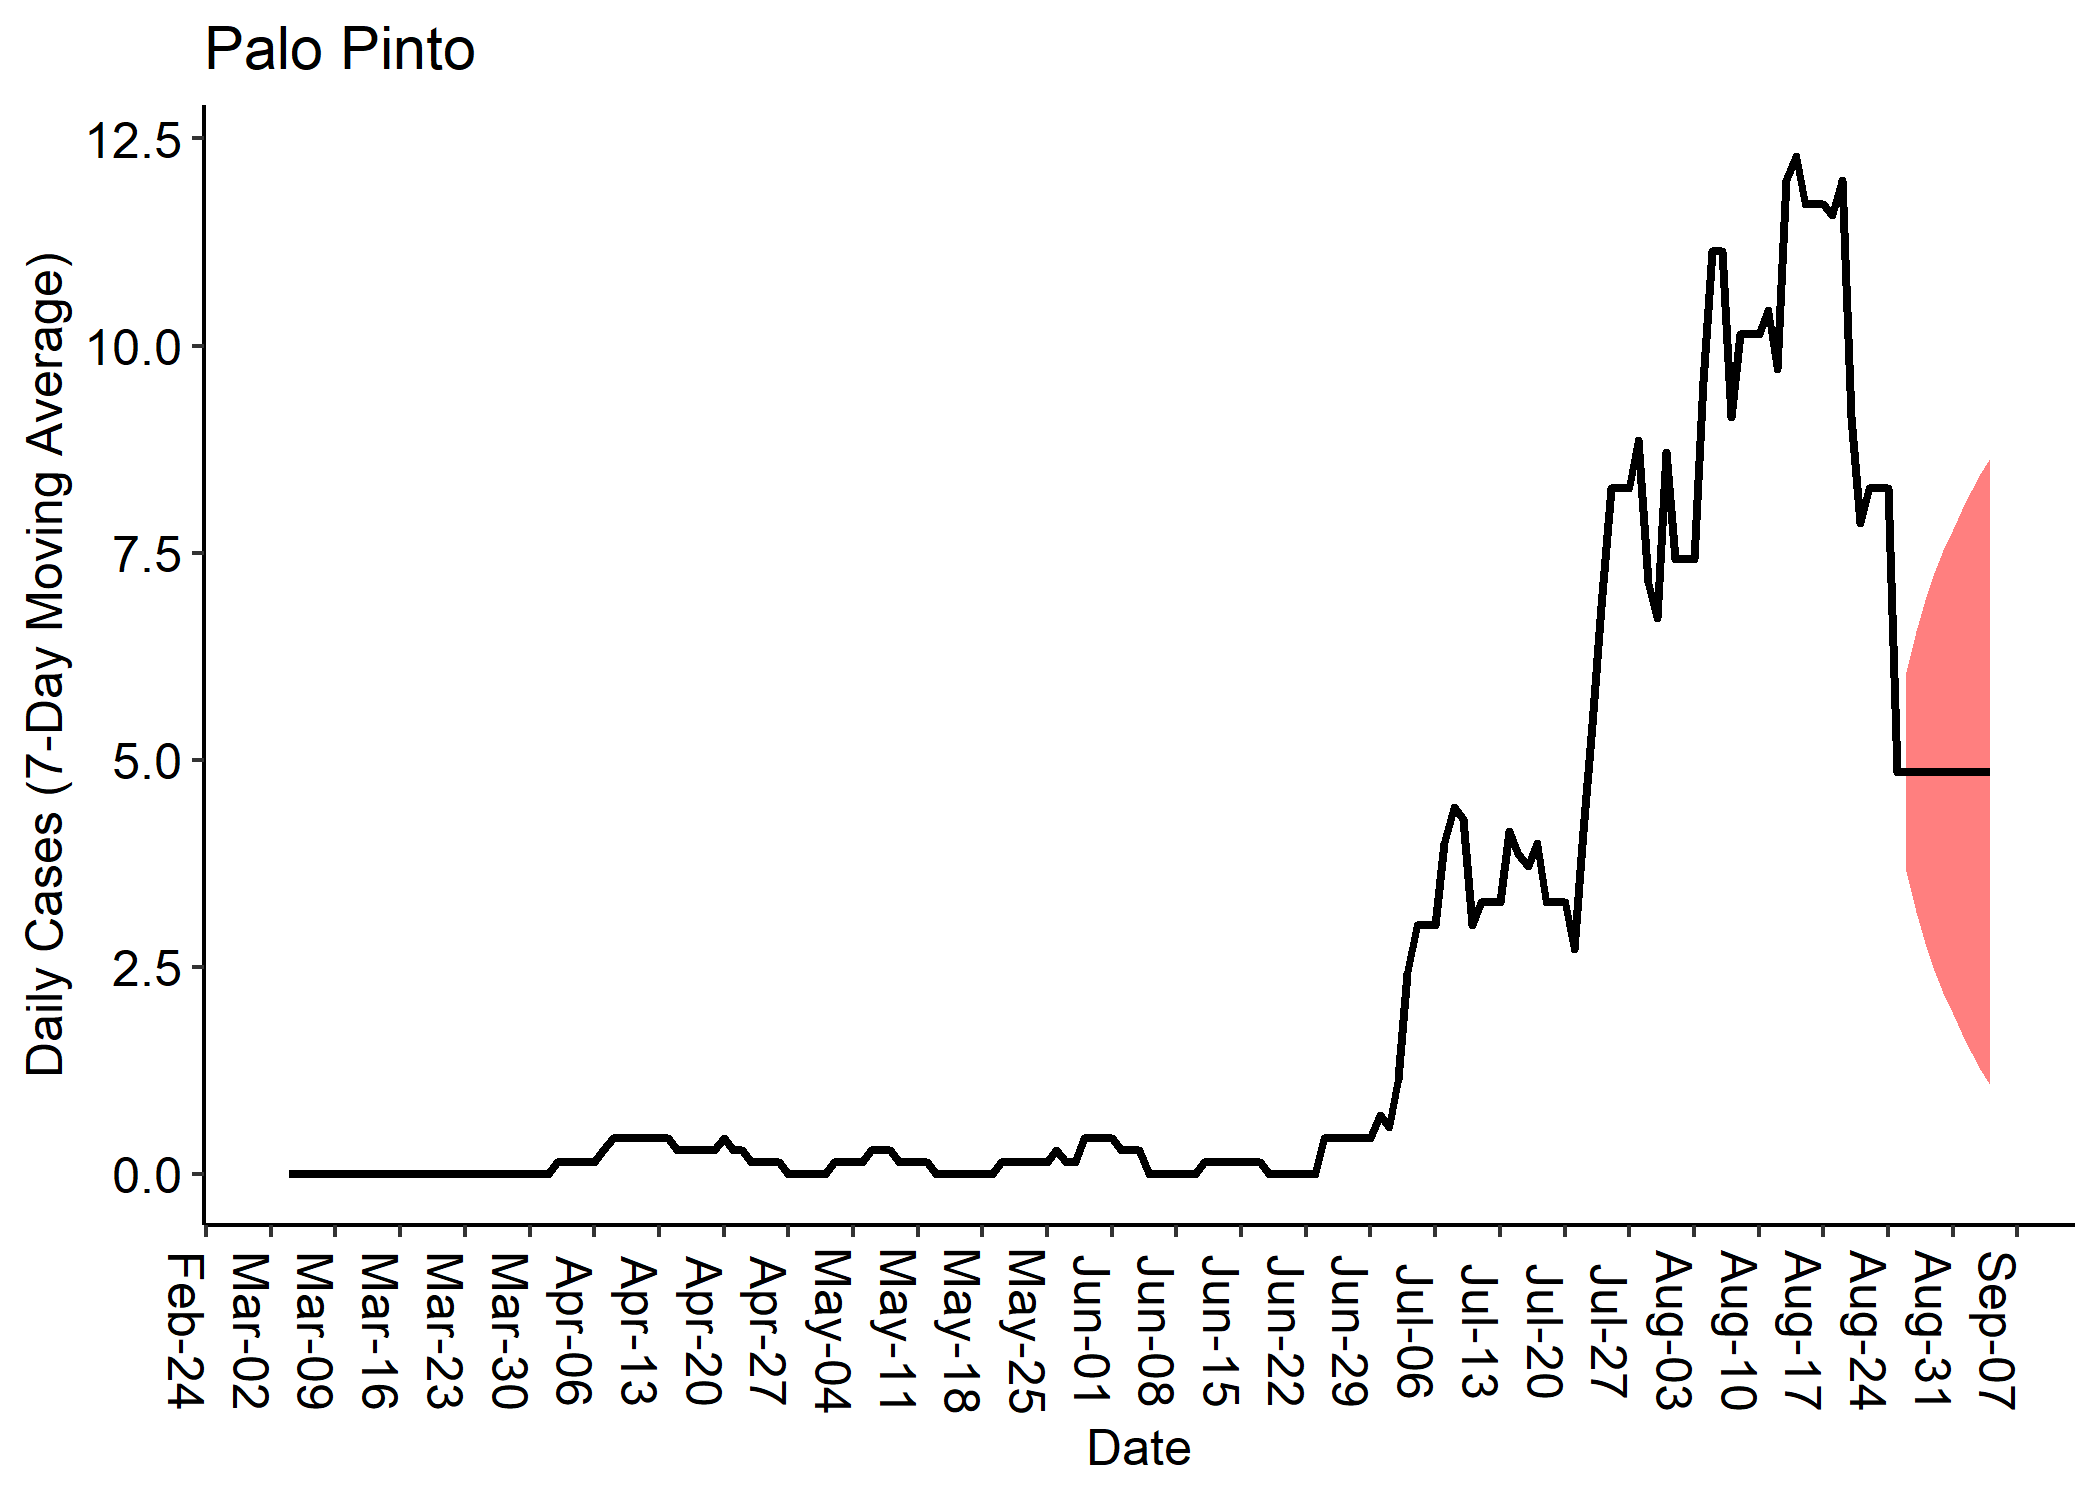 Palo Pinto
Daily Cases (7-Day Moving Average)
12.5
10.0
7.5
5.0
2.5
0.0
Feb-24
Mar-02
Mar-09
Mar-16
Mar-23
Mar-30
Apr-06
Apr-13
Apr-20
Apr-27
May-04
May-11
May-18
May-25
Jun-01
Jun-08
Jun-15
Jun-22
Jun-29
Jul-06
Jul-13
Jul-20
Jul-27
Aug-03
Aug-10
Aug-17
Aug-24
Aug-31
Sep-07
Date